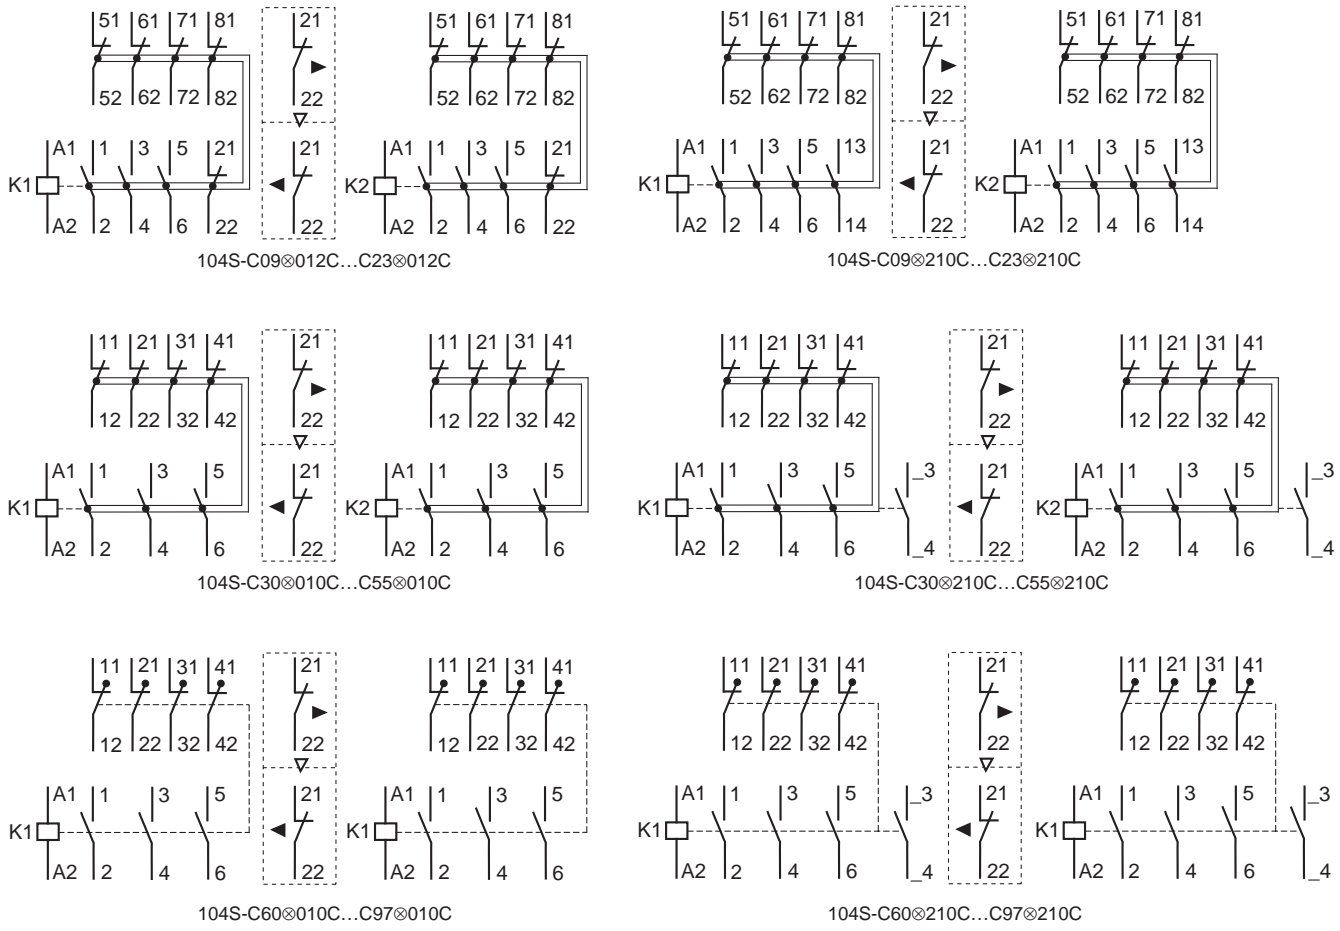 51 61 71 81 21 51 61 71 81 51 61 71 81 21 51 61 71 81
52 62 72 82 22 52 62 72 82 52 62 72 82 22 52 62 72 82
A1 1 3 5 21 21 A1 1 3 5 21 A1 1 3 5 13 21 A1 1 3 5 13
K1 K2 K1 K2
A2 2 4 6 22 22 A2 2 4 6 22 A2 2 4 6 14 22 A2 2 4 6 14
104S-C09⊗012C…C23⊗012C 104S-C09⊗210C…C23⊗210C
11 21 31 41 21 11 21 31 41 11 21 31 41 21 11 21 31 41
12 22 32 42 22 12 22 32 42 12 22 32 42 22 12 22 32 42
A1 1 3 5 21 A1 1 3 5 A1 1 3 5 _3 21 A1 1 3 5 _3
K1 K2 K1 K2
A2 2 4 6 22 A2 2 4 6 A2 2 4 6 _4 22 A2 2 4 6 _4
104S-C30⊗010C…C55⊗010C 104S-C30⊗210C…C55⊗210C
11 21 31 41 21 11 21 31 41 11 21 31 41 21 11 21 31 41
12 22 32 42 22 12 22 32 42 12 22 32 42 22 12 22 32 42
A1 1 3 5 21 A1 1 3 5 A1 1 3 5 _3 21 A1 1 3 5 _3
K1 K1 K1 K1
A2 2 4 6 22 A2 2 4 6 A2 2 4 6 _4 22 A2 2 4 6 _4
104S-C60⊗010C…C97⊗010C 104S-C60⊗210C…C97⊗210C